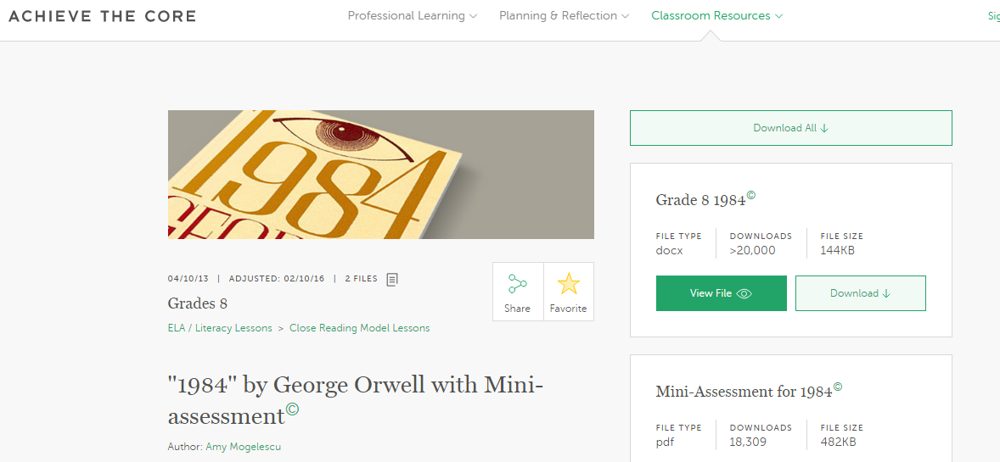 ACHIEVE THE CORE
Professional Learning
Planning & Reflection
Classroom Resources
1984
04/10/13 | ADJUSTED: 02/10/16 | 2 FILES
Share
Favorite
Grades 8
ELA / Literacy Lessons > Close Reading Model Lessons
"1984" by George Orwell with Mini-
assessment©
Author: Amy Mogelescu
Download All ↓
Grade 8 1984©
FILE TYPE DOWNLOADS FILE SIZE
docx >20,000 144KB
View File
Download ↓
Mini-Assessment for 1984©
FILE TYPE DOWNLOADS FILE SIZE
pdf 18,309 482KB